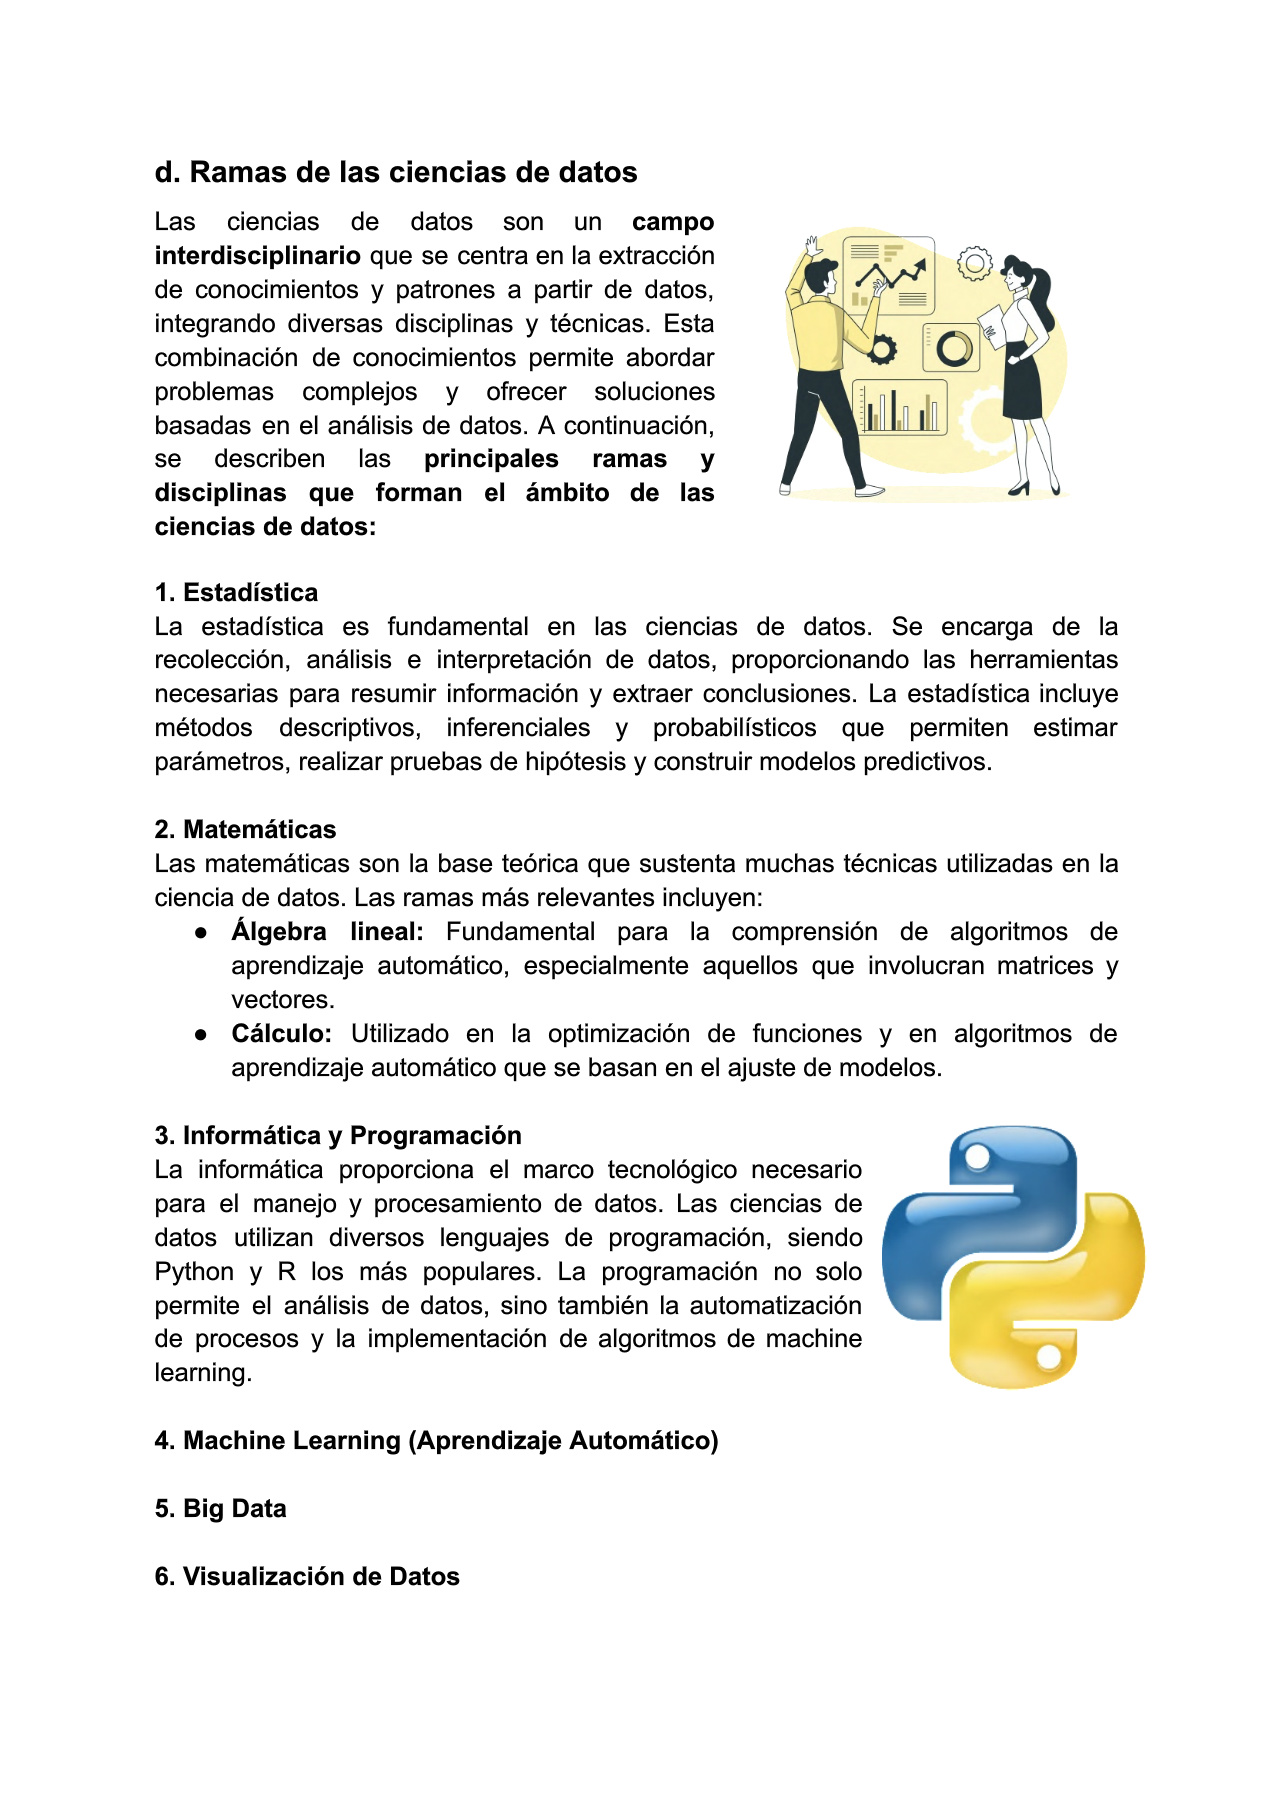 d. Ramas de las ciencias de datos
Las ciencias de datos son un campo
interdisciplinario que se centra en la extracción
de conocimientos y patrones a partir de datos,
integrando diversas disciplinas y técnicas. Esta
combinación de conocimientos permite abordar
problemas complejos y ofrecer soluciones
basadas en el análisis de datos. A continuación,
se describen las principales ramas y
disciplinas que forman el ámbito de las
ciencias de datos:
1. Estadística
La estadística es fundamental en las ciencias de datos. Se encarga de la
recolección, análisis e interpretación de datos, proporcionando las herramientas
necesarias para resumir información y extraer conclusiones. La estadística incluye
métodos descriptivos, inferenciales y probabilísticos que permiten estimar
parámetros, realizar pruebas de hipótesis y construir modelos predictivos.
2. Matemáticas
Las matemáticas son la base teórica que sustenta muchas técnicas utilizadas en la
ciencia de datos. Las ramas más relevantes incluyen:
● Álgebra lineal: Fundamental para la comprensión de algoritmos de
aprendizaje automático, especialmente aquellos que involucran matrices y
vectores.
● Cálculo: Utilizado en la optimización de funciones y en algoritmos de
aprendizaje automático que se basan en el ajuste de modelos.
3. Informática y Programación
La informática proporciona el marco tecnológico necesario
para el manejo y procesamiento de datos. Las ciencias de
datos utilizan diversos lenguajes de programación, siendo
Python y R los más populares. La programación no solo
permite el análisis de datos, sino también la automatización
de procesos y la implementación de algoritmos de machine
learning.
4. Machine Learning (Aprendizaje Automático)
5. Big Data
6. Visualización de Datos